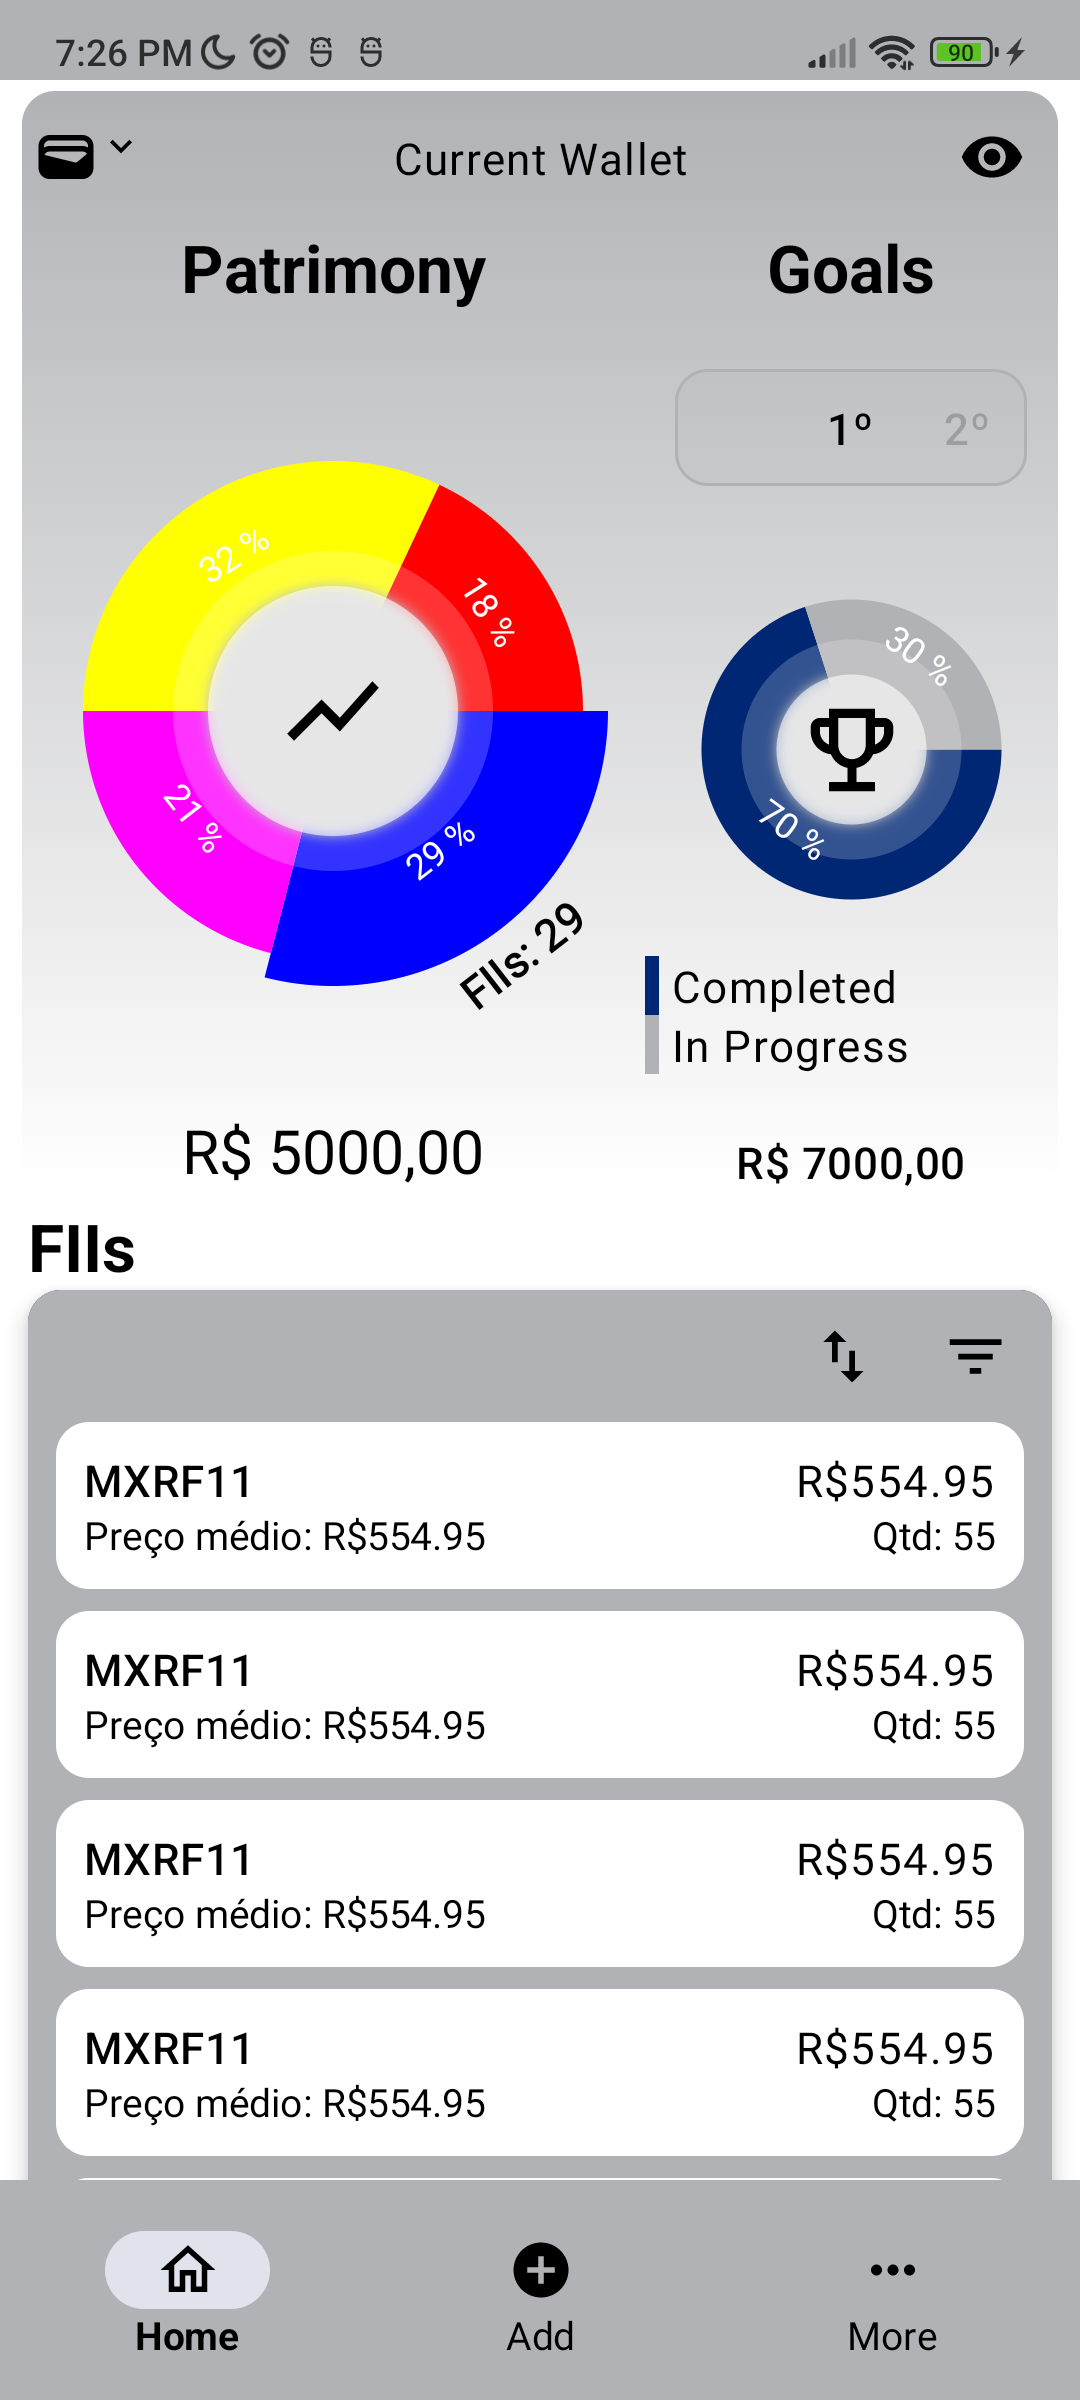 7:26 PM
90
Current Wallet
Patrimony
Goals
1º 2º
32 %
18 %
21 %
29 %
FIIs: 29
30 %
70 %
Completed
In Progress
R$ 5000,00
R$ 7000,00
FIIs
MXRF11 R$554.95
Preço médio: R$554.95 Qtd: 55
MXRF11 R$554.95
Preço médio: R$554.95 Qtd: 55
MXRF11 R$554.95
Preço médio: R$554.95 Qtd: 55
MXRF11 R$554.95
Preço médio: R$554.95 Qtd: 55
Home Add More